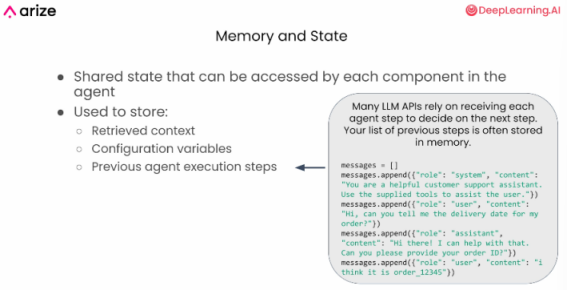 arize
DeepLearning.AI
Memory and State
● Shared state that can be accessed by each component in the
agent
● Used to store:
○ Retrieved context
○ Configuration variables
○ Previous agent execution steps
Many LLM APIs rely on receiving each
agent step to decide on the next step.
Your list of previous steps is often stored
in memory.
messages = []
messages.append({"role": "system", "content":
"You are a helpful customer support assistant.
Use the supplied tools to assist the user."})
messages.append({"role": "user", "content":
"Hi, can you tell me the delivery date for my
order?"})
messages.append({"role": "assistant",
"content": "Hi there! I can help with that.
Can you please provide your order ID?"})
messages.append({"role": "user", "content": "i
think it is order_12345"})